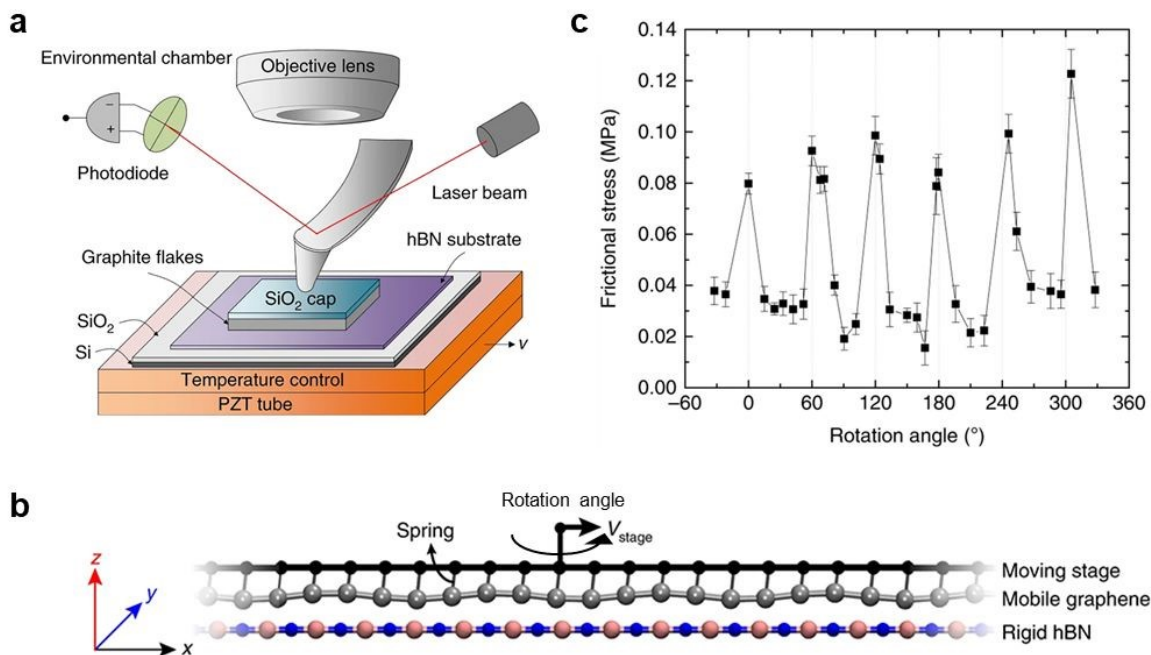 a
Environmental chamber
Objective lens
−
+
Photodiode
Laser beam
Graphite flakes
hBN substrate
SiO2 cap
SiO2
Si
v
Temperature control
PZT tube
c
Frictional stress (MPa)
0.14
0.12
0.10
0.08
0.06
0.04
0.02
0.00
−60 0 60 120 180 240 300 360
Rotation angle (°)
b
Rotation angle
Spring
Vstage
z
y
x
Moving stage
Mobile graphene
Rigid hBN